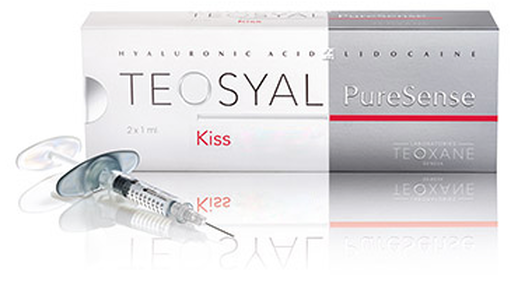 HYALURONIC ACID & LIDOCAINE
TEOSYAL PureSense
2 x 1 ml
Kiss
LABORATOIRES
TEOXANE
GENEVA